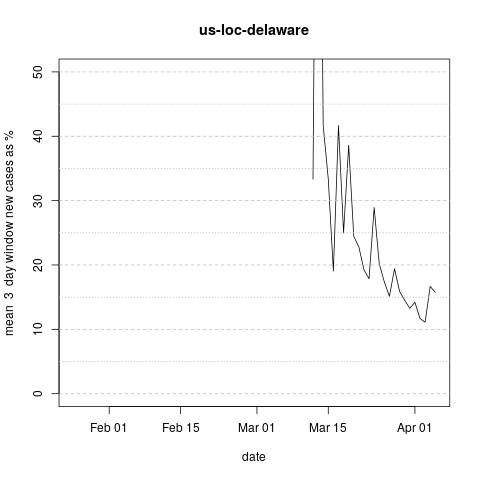 us-loc-delaware
mean  3  day window new cases as %
50
40
30
20
10
0
Feb 01
Feb 15
Mar 01
Mar 15
Apr 01
date